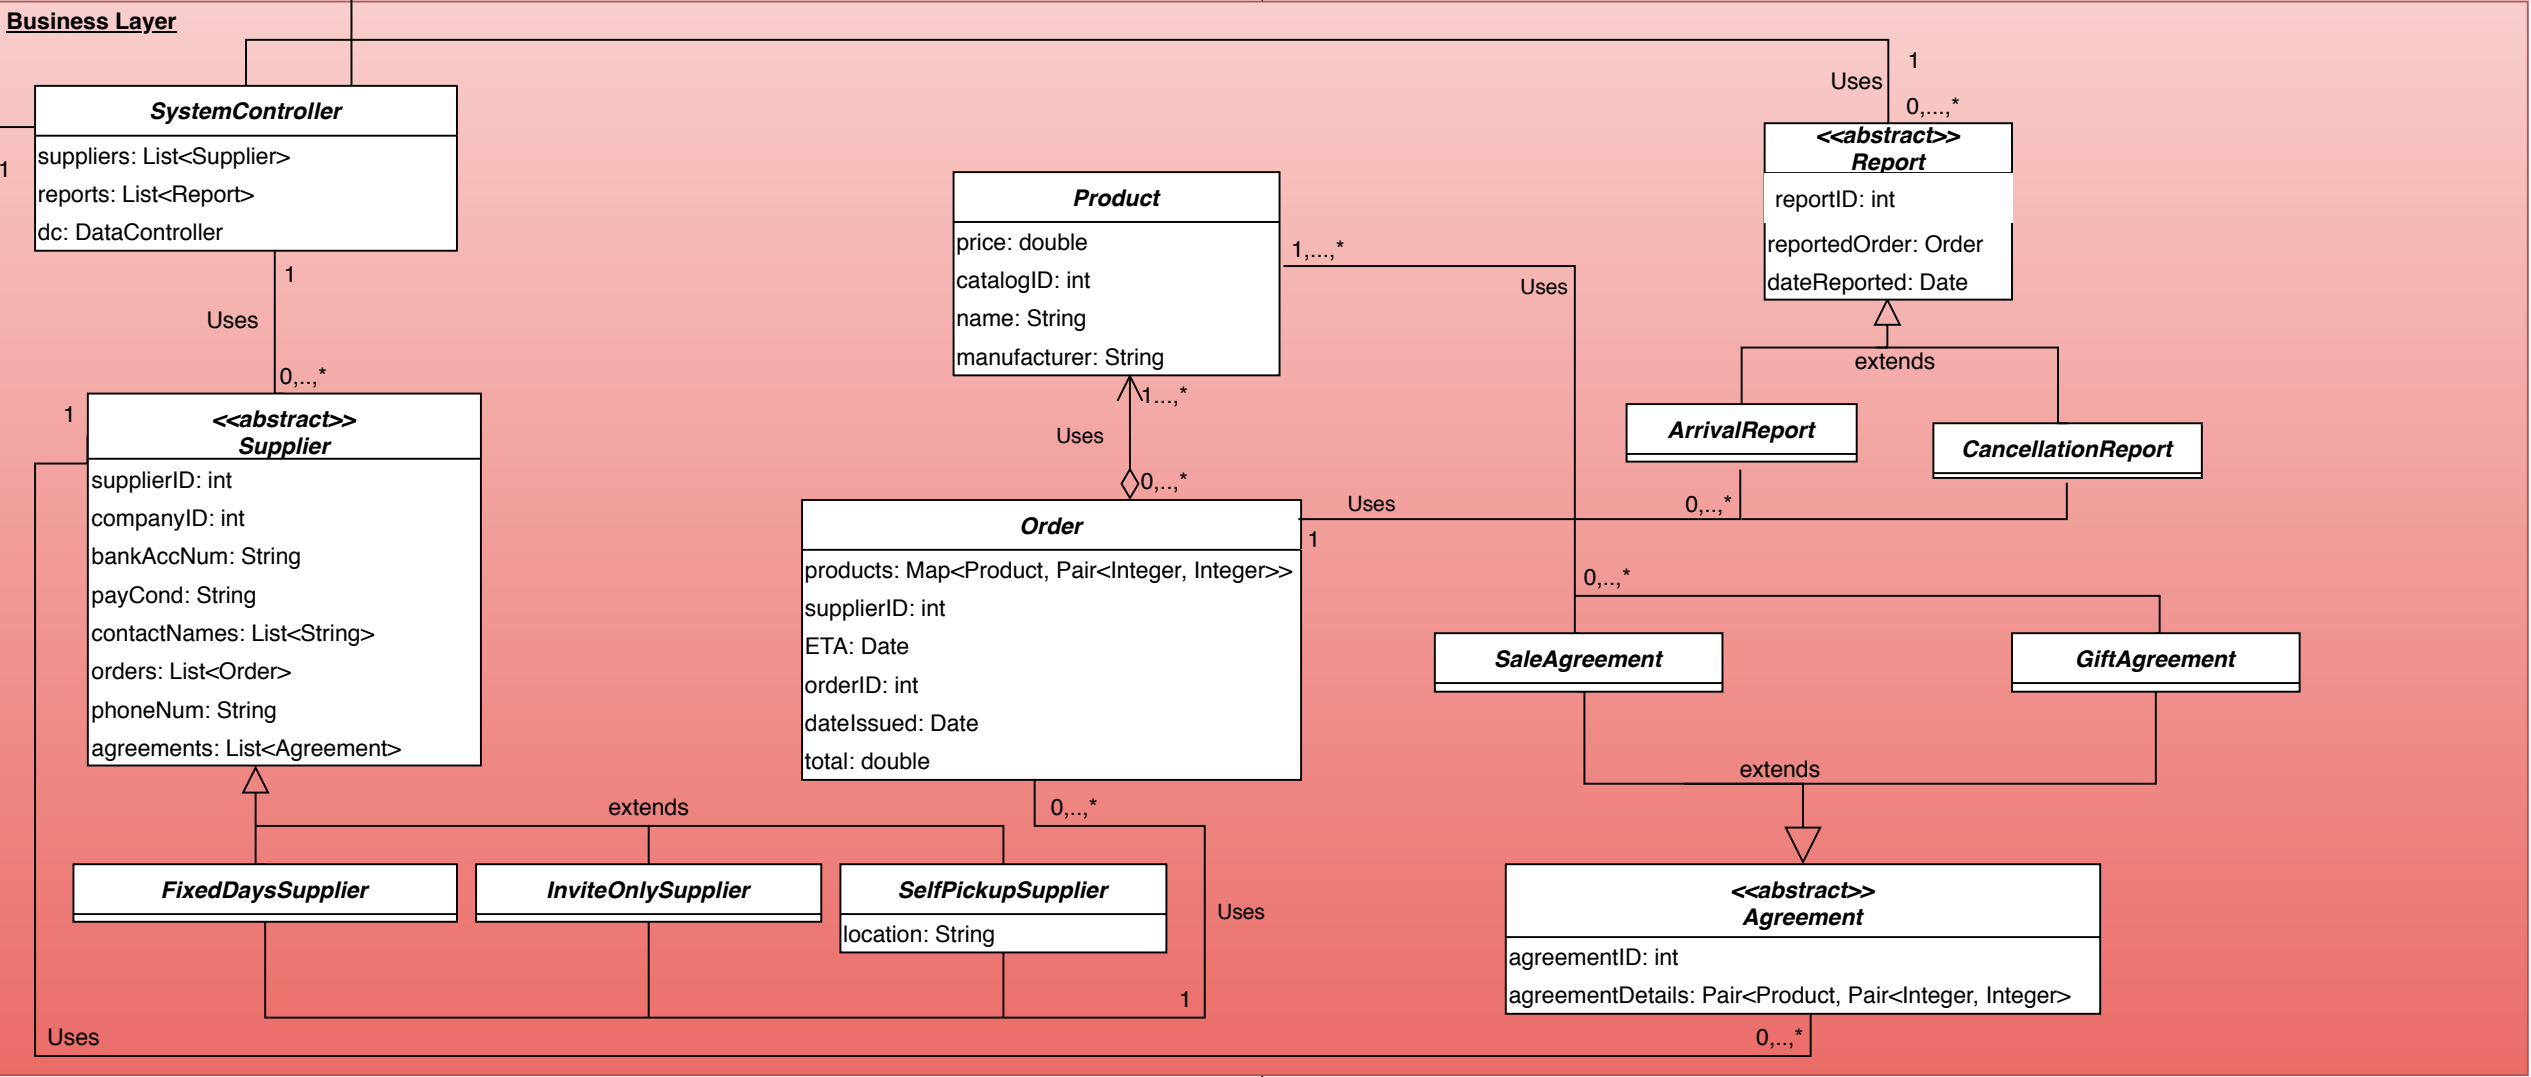 Business Layer
1
Uses
0,...,*
SystemController
suppliers: List<Supplier>
reports: List<Report>
dc: DataController
1
1
Uses
0,..,*
<<abstract>>
Report
reportID: int
reportedOrder: Order
dateReported: Date
Product
price: double
catalogID: int
name: String
manufacturer: String
1,...,*
Uses
extends
ArrivalReport
CancellationReport
1...,*
Uses
0,..,*
1
<<abstract>>
Supplier
supplierID: int
companyID: int
bankAccNum: String
payCond: String
contactNames: List<String>
orders: List<Order>
phoneNum: String
agreements: List<Agreement>
Order
products: Map<Product, Pair<Integer, Integer>>
supplierID: int
ETA: Date
orderID: int
dateIssued: Date
total: double
Uses
0,..,*
1
0,..,*
SaleAgreement
GiftAgreement
extends
extends
0,..,*
FixedDaysSupplier
InviteOnlySupplier
SelfPickupSupplier
location: String
Uses
1
<<abstract>>
Agreement
agreementID: int
agreementDetails: Pair<Product, Pair<Integer, Integer>
Uses
0,..,*